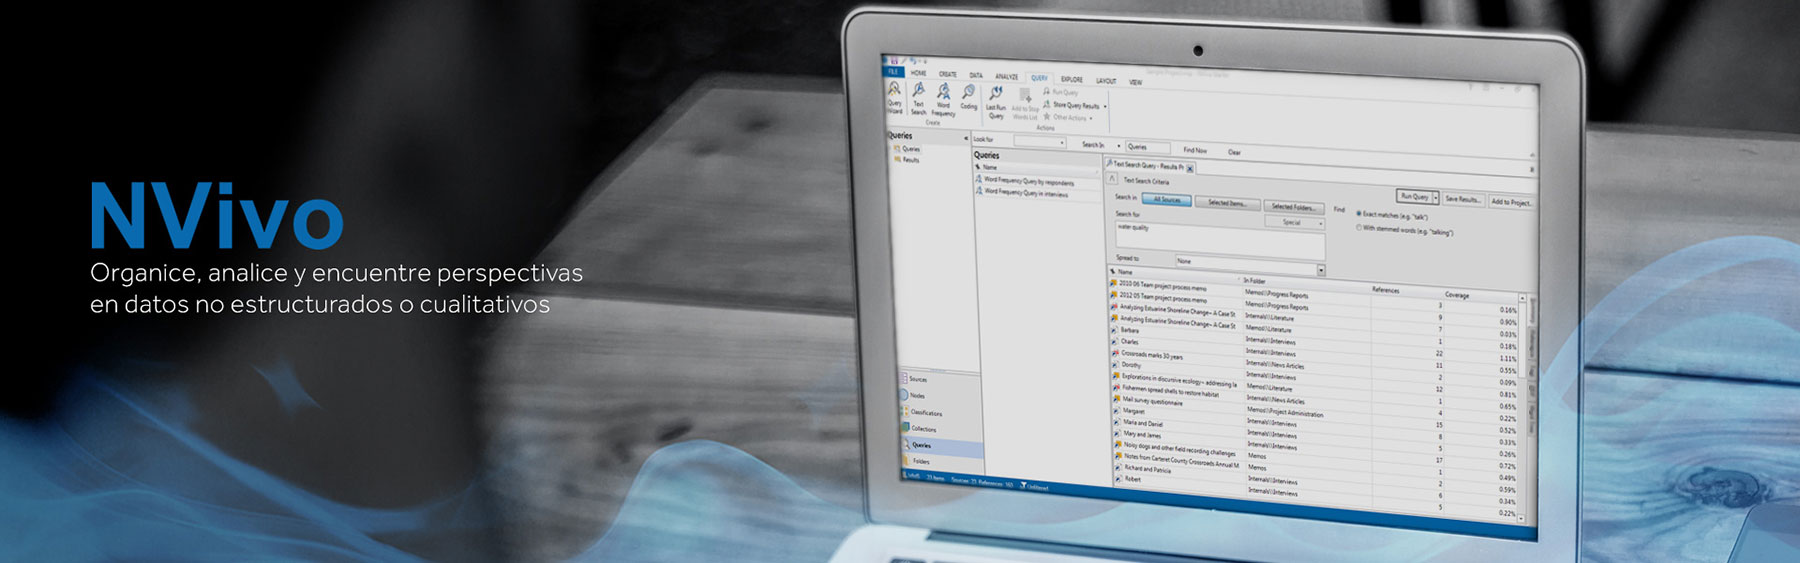 NVivo
Organice, analice y encuentre perspectivas
en datos no estructurados o cualitativos
FILE HOME CREATE DATA ANALYZE QUERY EXPLORE LAYOUT VIEW
Query Wizard
Text Search
Word Frequency
Coding
Create
Last Run Query
Add to Stop Words List
Run Query
Store Query Results
Other Actions
Actions
Queries
Queries
Results
Look for
Search In
Queries
Find Now
Clear
Queries
Name
Word Frequency Query by respondents
Word Frequency Query in interviews
Text Search Query - Results Pr
Text Search Criteria
Run Query
Save Results...
Add to Project...
Search in
All Sources
Selected Items...
Selected Folders...
Find
Exact matches (e.g. "talk")
With stemmed words (e.g. "talking")
Search for
Special
water quality
Spread to
None
Name In Folder References Coverage
2010 06 Team project process memo Memos\\Progress Reports 3 0.16%
2012 05 Team project process memo Memos\\Progress Reports 9 0.90%
Analyzing Estuarine Shoreline Change~ A Case St Internals\\Literature 7 0.03%
Analyzing Estuarine Shoreline Change~ A Case St Memos\\Literature 1 0.18%
Barbara Internals\\Interviews 22 1.11%
Charles Internals\\Interviews 11 0.55%
Crossroads marks 30 years Internals\\News Articles 2 0.09%
Dorothy Internals\\Interviews 12 0.81%
Explorations in discursive ecology~ addressing la Memos\\Literature 1 0.65%
Fishermen spread shells to restore habitat Internals\\News Articles 4 0.22%
Mail survey questionnaire Memos\\Project Administration 15 0.52%
Margaret Internals\\Interviews 8 0.33%
Maria and Daniel Internals\\Interviews 5 0.26%
Mary and James Internals\\Interviews 17 0.72%
Noisy dogs and other field recording challenges Memos 1 0.49%
Notes from Carteret County Crossroads Annual M Memos 2 0.59%
Richard and Patricia Internals\\Interviews 6 0.34%
Robert Internals\\Interviews 5 0.22%
Sources
Nodes
Classifications
Collections
Queries
Folders
23 Items
Unfiltered